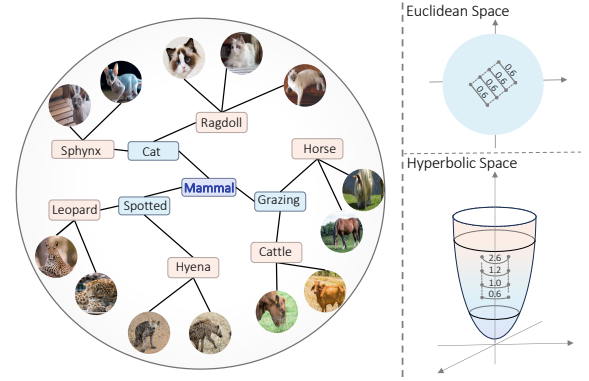 Euclidean Space
0.6
0.6
0.6
0.6
Ragdoll
Sphynx
Cat
Horse
Mammal
Leopard
Spotted
Grazing
Hyena
Cattle
Hyperbolic Space
2.6
1.2
1.0
0.6